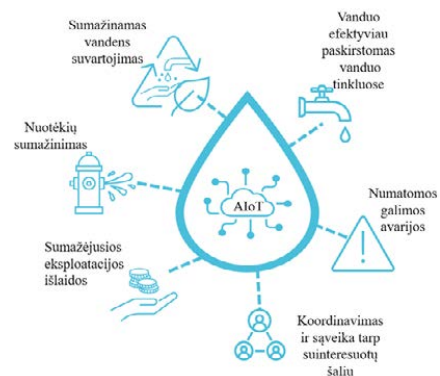 Sumažinamas
vandens
suvartojimas
Vanduo
efektyviau
paskirstomas
vanduo
tinkluose
Nuotėkių
sumažinimas
AIoT
Numatomos
galimos
avarijos
Sumažėjusios
eksploatacijos
išlaidos
Koordinavimas
ir sąveika tarp
suinteresuotų
šalių